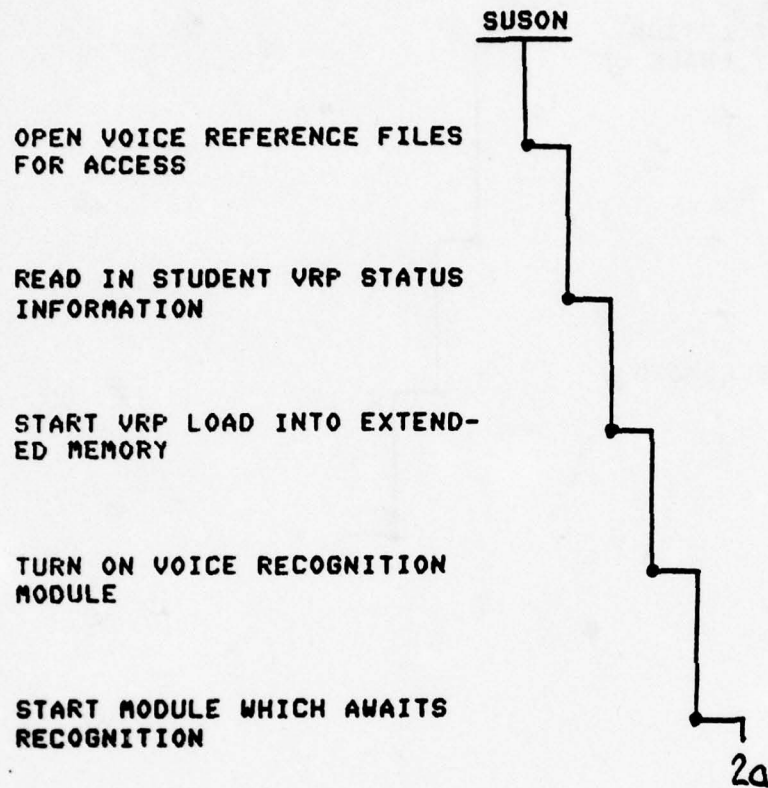 SUSON
OPEN VOICE REFERENCE FILES
FOR ACCESS
READ IN STUDENT VRP STATUS
INFORMATION
START VRP LOAD INTO EXTEND-
ED MEMORY
TURN ON VOICE RECOGNITION
MODULE
START MODULE WHICH AWAITS
RECOGNITION
2a